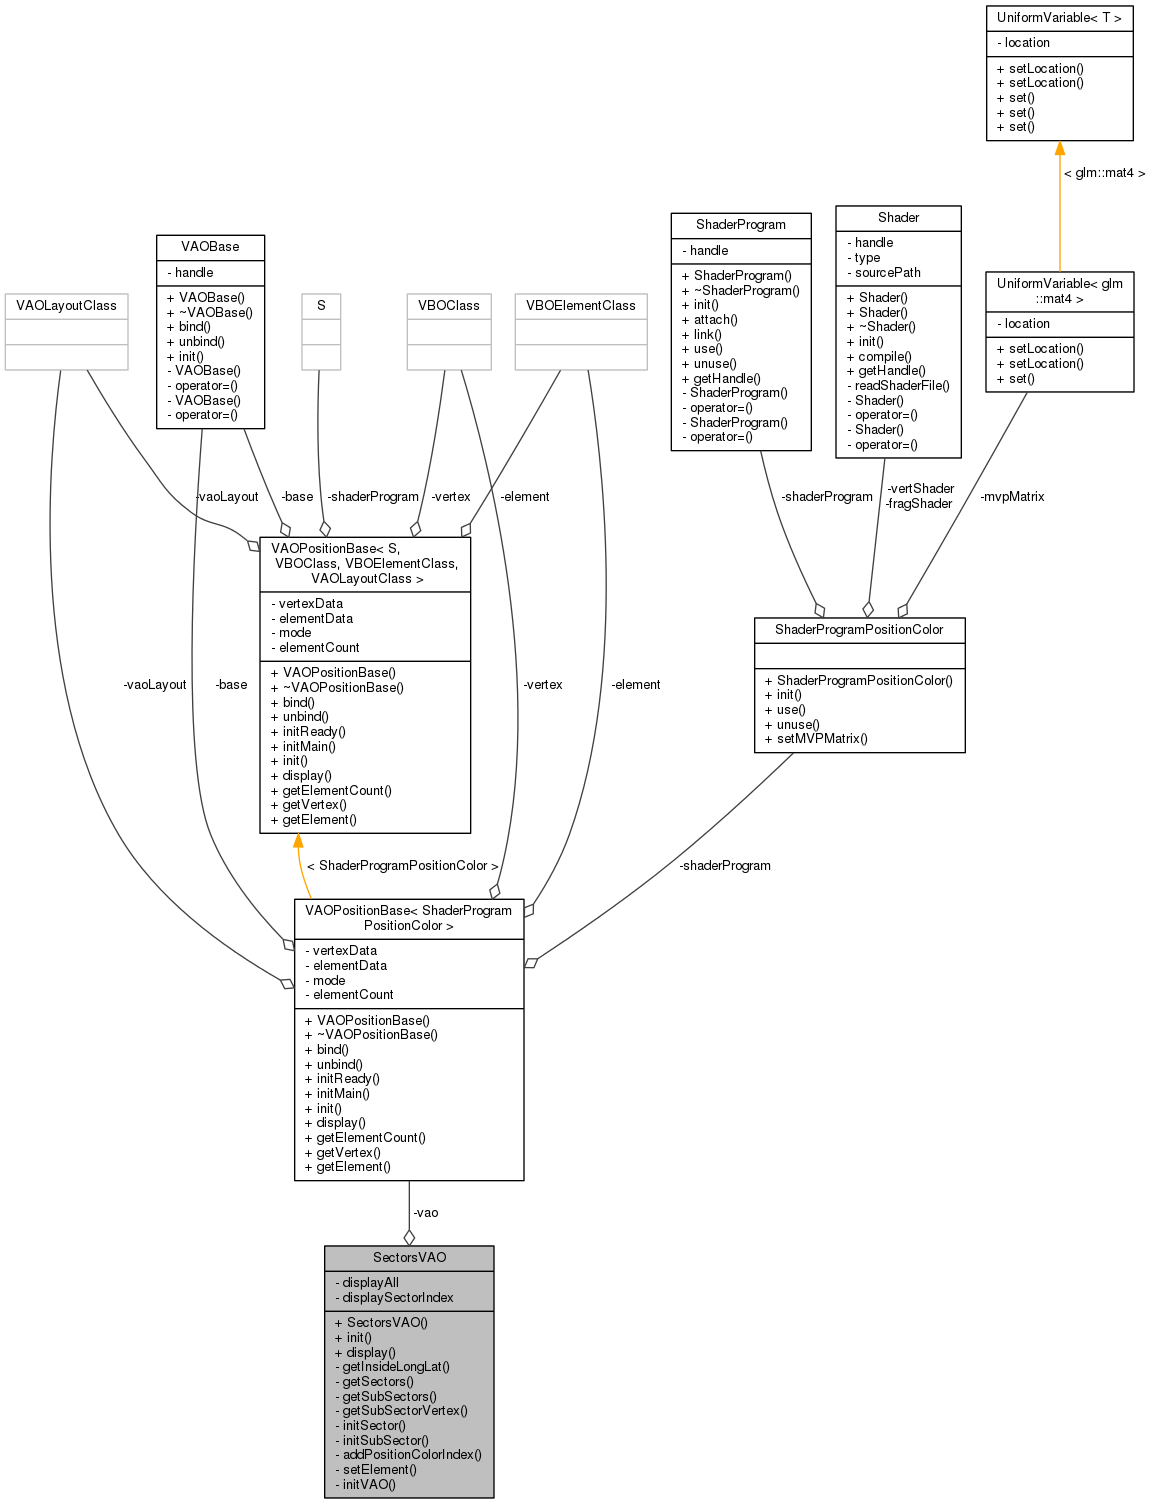 UniformVariable< T >
- location
+ setLocation()
+ setLocation()
+ set()
+ set()
+ set()
< glm::mat4 >
Shader
- handle
- type
- sourcePath
+ Shader()
+ Shader()
+ ~Shader()
+ init()
+ compile()
+ getHandle()
- readShaderFile()
- Shader()
- operator=()
- Shader()
- operator=()
ShaderProgram
- handle
+ ShaderProgram()
+ ~ShaderProgram()
+ init()
+ attach()
+ link()
+ use()
+ unuse()
+ getHandle()
- ShaderProgram()
- operator=()
- ShaderProgram()
- operator=()
VAOBase
- handle
+ VAOBase()
+ ~VAOBase()
+ bind()
+ unbind()
+ init()
- VAOBase()
- operator=()
- VAOBase()
- operator=()
UniformVariable< glm
::mat4 >
- location
+ setLocation()
+ setLocation()
+ set()
VAOLayoutClass
S
VBOClass
VBOElementClass
-vaoLayout
-base
-shaderProgram
-vertex
-element
-shaderProgram
-vertShader
-fragShader
-mvpMatrix
VAOPositionBase< S,
VBOClass, VBOElementClass,
VAOLayoutClass >
- vertexData
- elementData
- mode
- elementCount
+ VAOPositionBase()
+ ~VAOPositionBase()
+ bind()
+ unbind()
+ initReady()
+ initMain()
+ init()
+ display()
+ getElementCount()
+ getVertex()
+ getElement()
ShaderProgramPositionColor
+ ShaderProgramPositionColor()
+ init()
+ use()
+ unuse()
+ setMVPMatrix()
-vaoLayout
-base
-vertex
-element
< ShaderProgramPositionColor >
-shaderProgram
VAOPositionBase< ShaderProgram
PositionColor >
- vertexData
- elementData
- mode
- elementCount
+ VAOPositionBase()
+ ~VAOPositionBase()
+ bind()
+ unbind()
+ initReady()
+ initMain()
+ init()
+ display()
+ getElementCount()
+ getVertex()
+ getElement()
-vao
SectorsVAO
- displayAll
- displaySectorIndex
+ SectorsVAO()
+ init()
+ display()
- getInsideLongLat()
- getSectors()
- getSubSectors()
- getSubSectorVertex()
- initSector()
- initSubSector()
- addPositionColorIndex()
- setElement()
- initVAO()